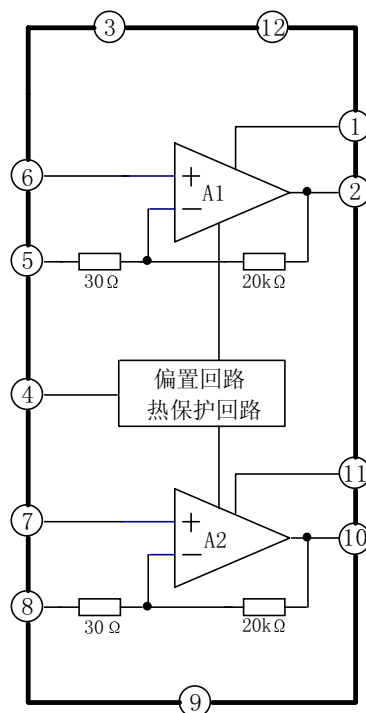 ③ ⑫
①
⑥ + A1 ②
−
⑤ 30Ω 20kΩ
偏置回路
④ 热保护回路
⑪
⑦ + A2 ⑩
−
⑧ 30Ω 20kΩ
⑨